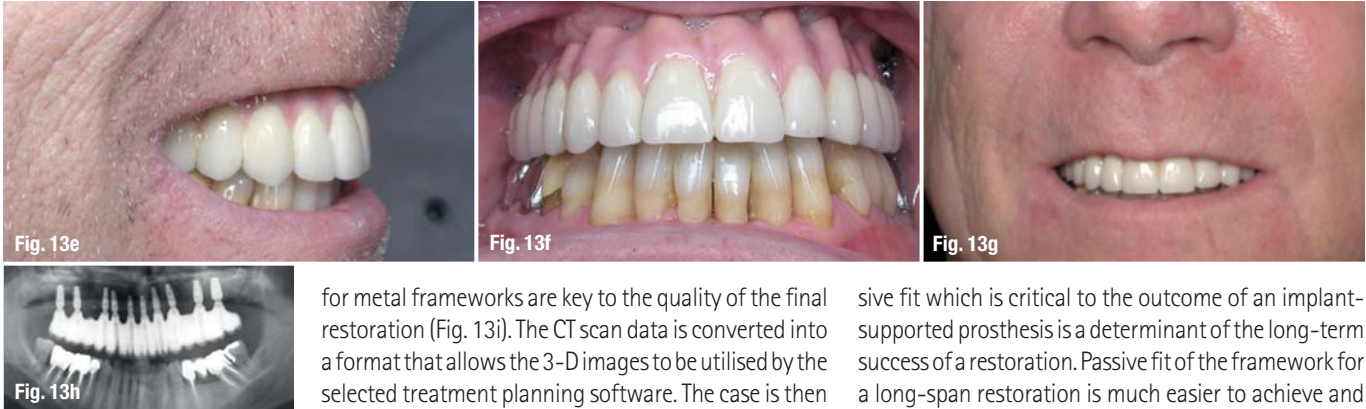 Fig. 13e
Fig. 13f
Fig. 13g
Fig. 13h
for metal frameworks are key to the quality of the final
restoration (Fig. 13i). The CT scan data is converted into
a format that allows the 3-D images to be utilised by the
selected treatment planning software. The case is then
sive fit which is critical to the outcome of an implant-
supported prosthesis is a determinant of the long-term
success of a restoration. Passive fit of the framework for
a long-span restoration is much easier to achieve and